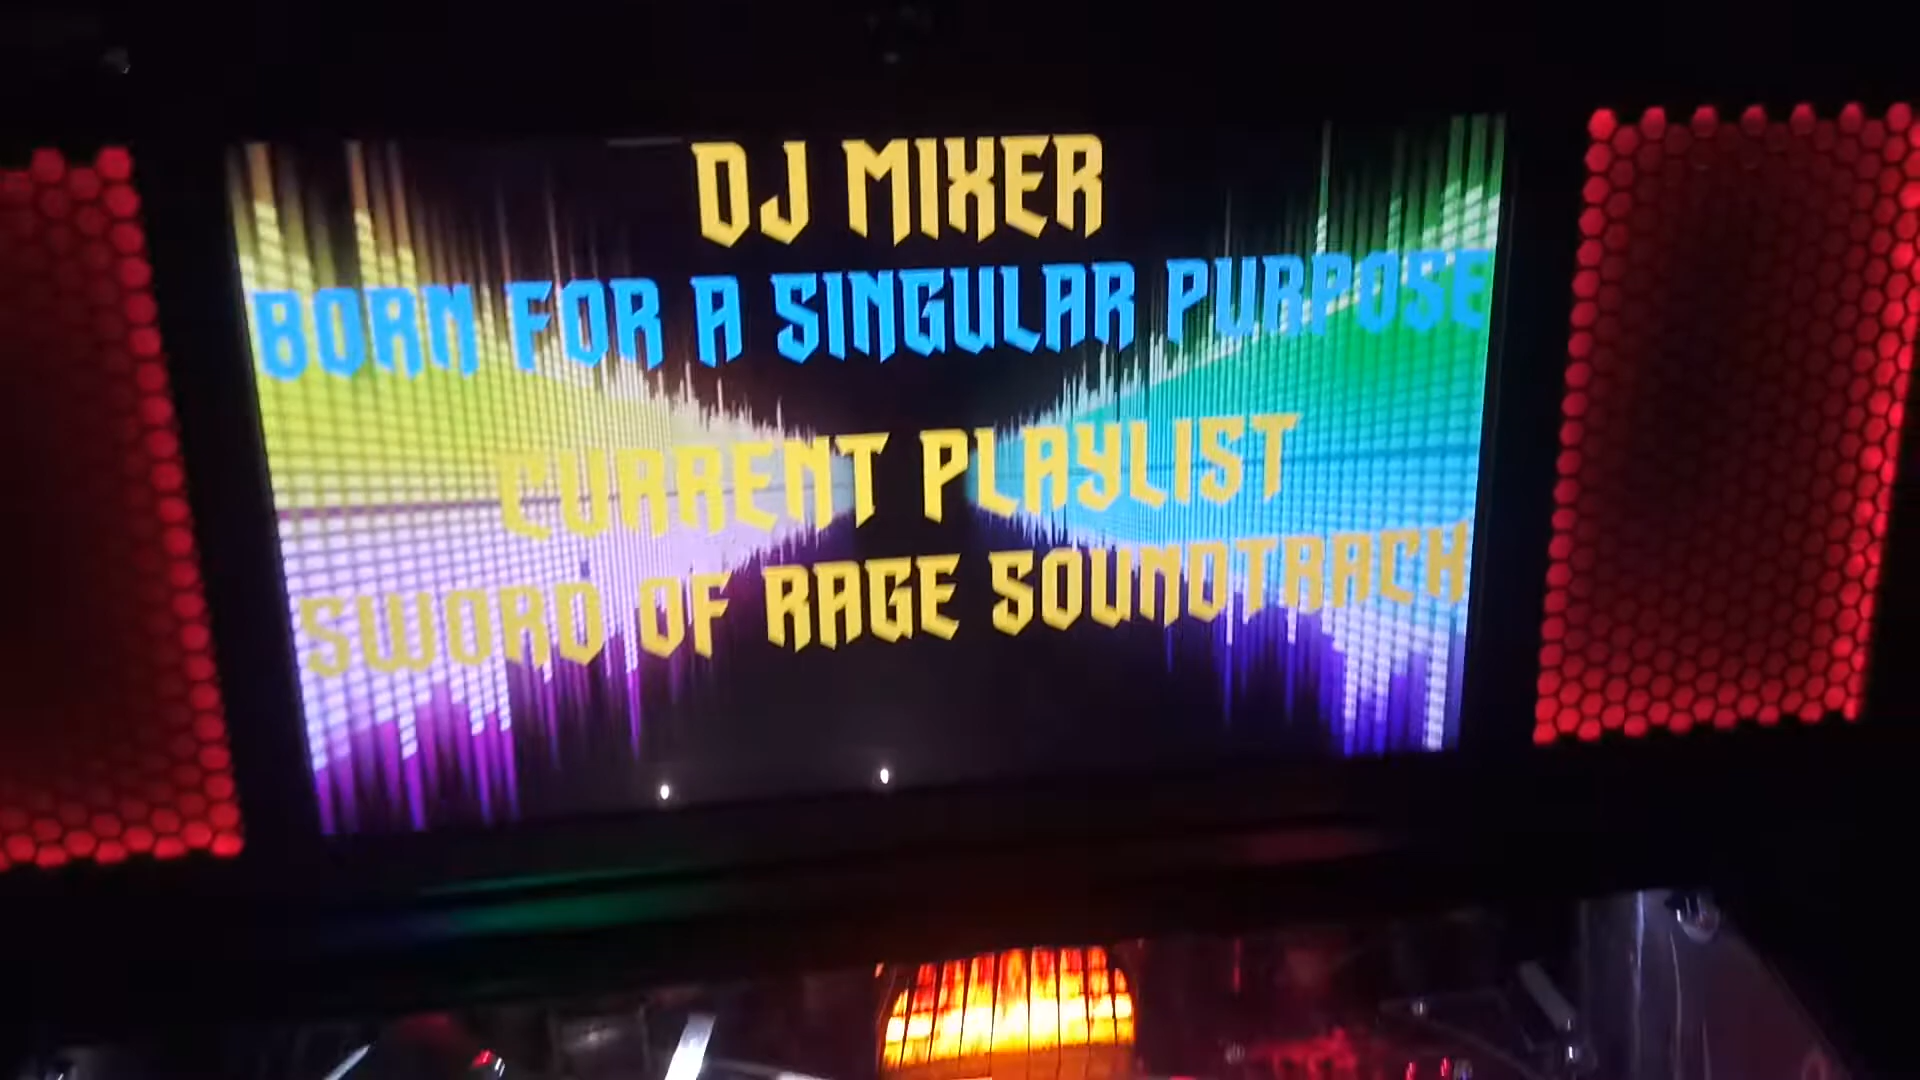 DJ MIXER
BORN FOR A SINGULAR PURPOSE
CURRENT PLAYLIST
SWORD OF RAGE SOUNDTRACK